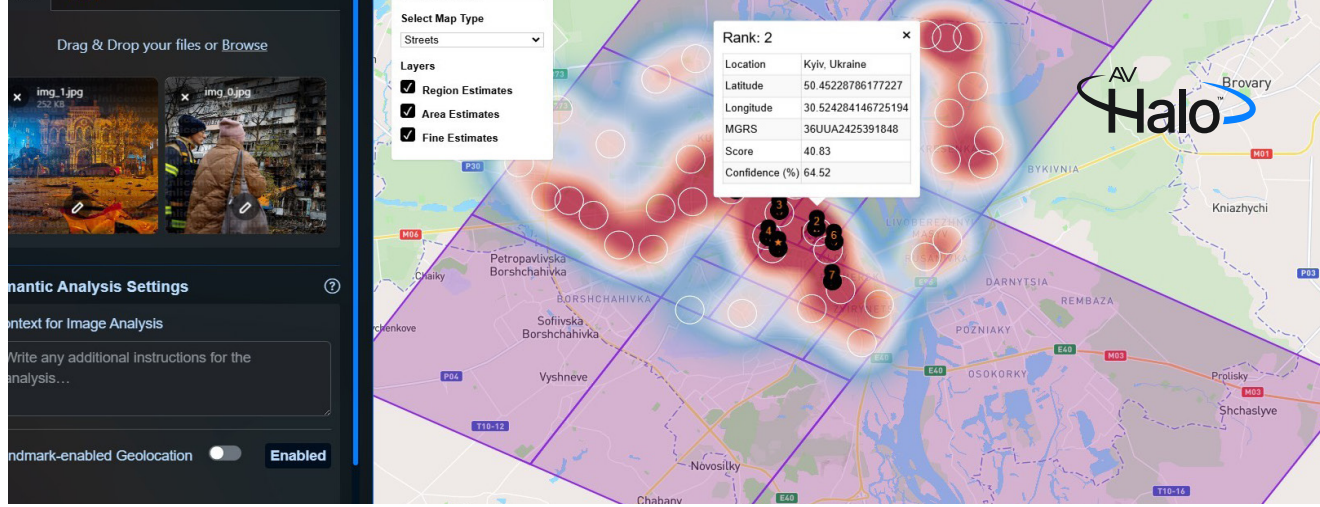 Drag & Drop your files or Browse
img_1.jpg
252 KB
img_0.jpg
KB
mantic Analysis Settings
?
ontext for Image Analysis
Write any additional instructions for the
analysis…
ndmark-enabled Geolocation
Enabled
Select Map Type
Streets
Layers
Region Estimates
Area Estimates
Fine Estimates
Rank: 2
Location Kyiv, Ukraine
Latitude 50.45228786177227
Longitude 30.524284146725194
MGRS 36UUA2425391848
Score 40.83
Confidence (%) 64.52
AV
Halo™
Brovary
M01
BYKIVNIA
Kniazhychi
P30
M06
Chaiky
Petropavlivska
Borshchahivka
BORSHCHAHIVKA
Sofiivska
Borshchahivka
P04
Vyshneve
T10-12
Novosilky
Chabany
E40
3
2
4
6
7
DARNYTSIA
REMBAZA
P03
POZNIAKY
E40
M03
E40
E40
OSOKORKY
Prolisky
M03
Shchaslyve
T10-16